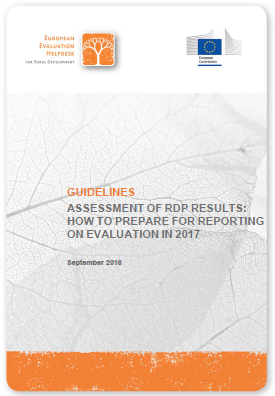 EUROPEAN
EVALUATION
HELPDESK
FOR RURAL DEVELOPMENT
European
Commission
GUIDELINES
ASSESSMENT OF RDP RESULTS:
HOW TO PREPARE FOR REPORTING
ON EVALUATION IN 2017
September 2016